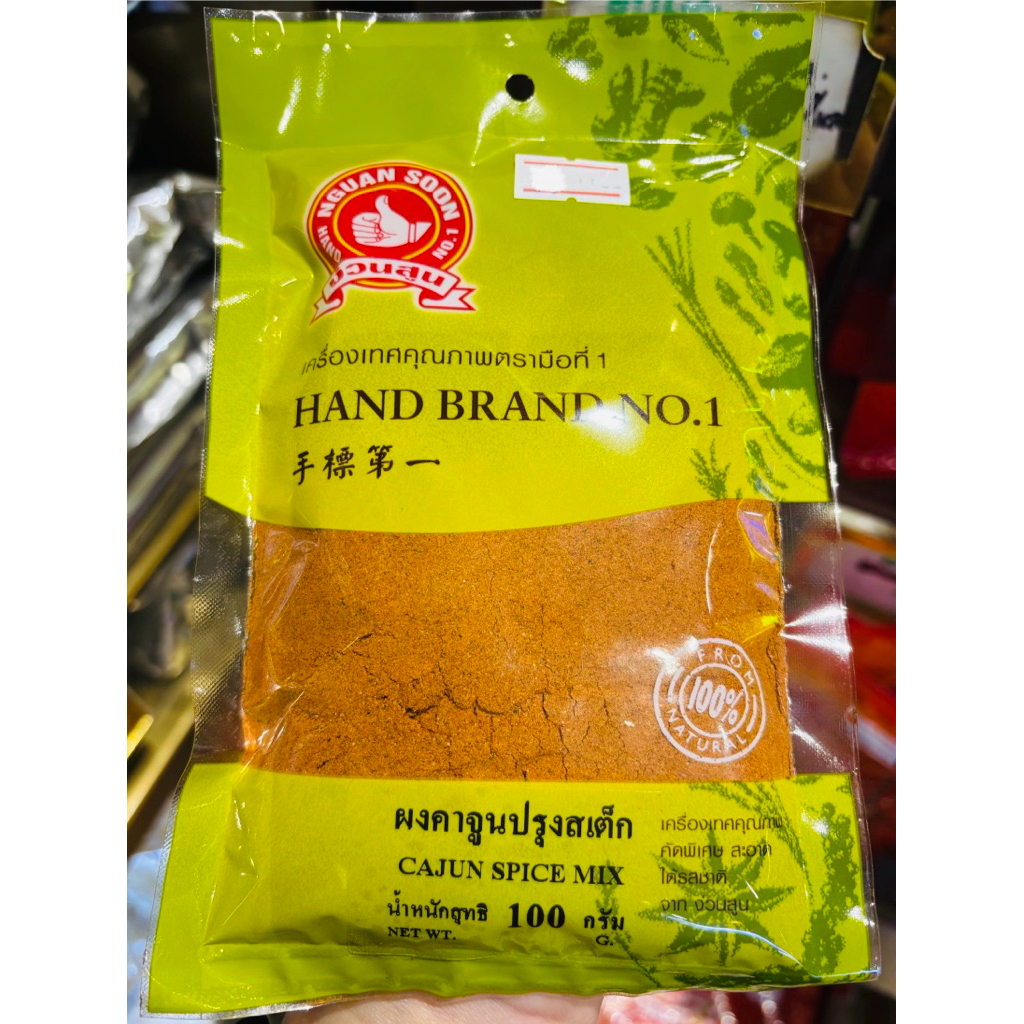 NGUAN SOON
HAND NO.1
ง่วนสูน
เครื่องเทศคุณภาพตรามือที่ 1
HAND BRAND NO.1
手標第一
FROM
100%
NATURAL
ผงคาจูนปรุงสเต็ก
CAJUN SPICE MIX
น้ำหนักสุทธิ 100 กรัม
NET WT. G.
เครื่องเทศคุณภาพ
คัดพิเศษ สะอาด
ได้รสชาติ
จาก ง่วนสูน